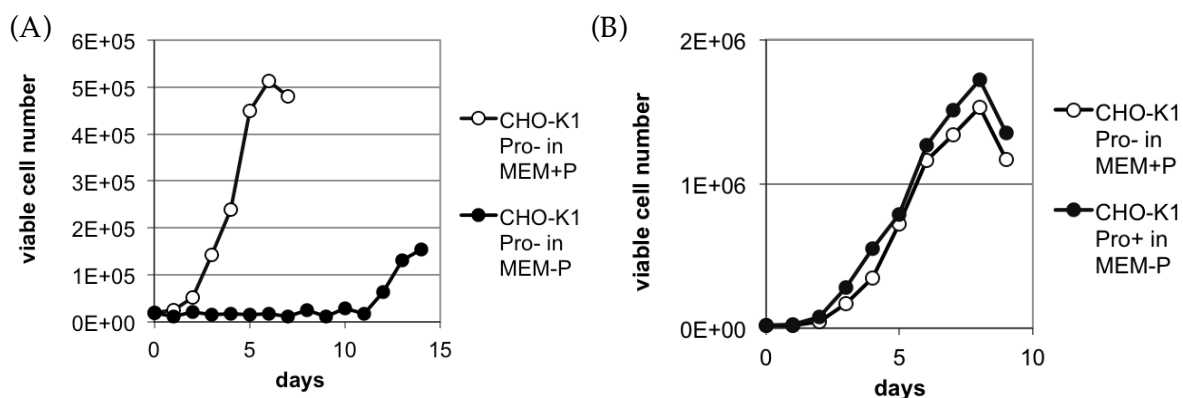 (A)
6E+05
5E+05
4E+05
3E+05
2E+05
1E+05
0E+00
viable cell number
0
5
10
15
days
CHO-K1
Pro- in
MEM+P
CHO-K1
Pro- in
MEM-P
(B)
2E+06
1E+06
0E+00
viable cell number
0
5
10
days
CHO-K1
Pro- in
MEM+P
CHO-K1
Pro+ in
MEM-P